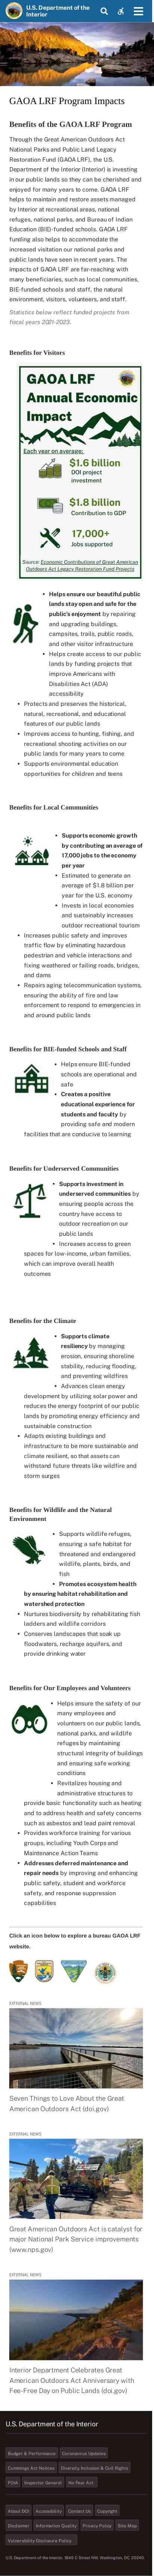 U.S. Department of the
Interior
GAOA LRF Program Impacts
Benefits of the GAOA LRF Program
Through the Great American Outdoors Act
National Parks and Public Land Legacy
Restoration Fund (GAOA LRF), the U.S.
Department of the Interior (Interior) is investing
in our public lands so they can be cherished and
enjoyed for many years to come. GAOA LRF
helps to maintain and restore assets managed
by Interior at recreational areas, national
refuges, national parks, and Bureau of Indian
Education (BIE)-funded schools. GAOA LRF
funding also helps to accommodate the
increased visitation our national parks and
public lands have seen in recent years. The
impacts of GAOA LRF are far-reaching with
many beneficiaries, such as local communities,
BIE-funded schools and staff, the natural
environment, visitors, volunteers, and staff.
Statistics below reflect funded projects from
fiscal years 2021-2023.
Benefits for Visitors
GAOA LRF
Annual Economic
Impact
Each year on average:
$1.6 billion
DOI project
investment
$1.8 billion
Contribution to GDP
17,000+
Jobs supported
Source: Economic Contributions of Great American
Outdoors Act Legacy Restoration Fund Projects
• Helps ensure our beautiful public
lands stay open and safe for the
public's enjoyment by repairing
and upgrading buildings,
campsites, trails, public roads,
and other visitor infrastructure
• Helps create access to our public
lands by funding projects that
improve Americans with
Disabilities Act (ADA)
accessibility
• Protects and preserves the historical,
natural, recreational, and educational
features of our public lands
• Improves access to hunting, fishing, and
recreational shooting activities on our
public lands for many years to come
• Supports environmental education
opportunities for children and teens
Benefits for Local Communities
• Supports economic growth
by contributing an average of
17,000 jobs to the economy
per year
• Estimated to generate an
average of $1.8 billion per
year for the U.S. economy
• Invests in local economies
and sustainably increases
outdoor recreational tourism
• Increases public safety and improves
traffic flow by eliminating hazardous
obstructions and vehicle interactions and
fixing weathered or failing roads, bridges,
and dams
• Repairs aging telecommunication systems,
ensuring the ability of fire and law
enforcement to respond to emergencies in
and around public lands
Benefits for BIE-funded Schools and Staff
• Helps ensure BIE-funded
schools are operational and
safe
• Creates a positive
educational experience for
students and faculty by
providing safe and modern
facilities that are conducive to learning
Benefits for Underserved Communities
• Supports investment in
underserved communities by
ensuring people across the
country have access to
outdoor recreation on our
public lands
• Increases access to green
spaces for low-income, urban families,
which can improve overall health
outcomes
Benefits for the Climate
• Supports climate
resiliency by managing
erosion, ensuring shoreline
stability, reducing flooding,
and preventing wildfires
• Advances clean energy
development by utilizing solar power and
reduces the energy footprint of our public
lands by promoting energy efficiency and
sustainable construction
• Adapts existing buildings and
infrastructure to be more sustainable and
climate resilient, so that assets can
withstand future threats like wildfire and
storm surges
Benefits for Wildlife and the Natural
Environment
• Supports wildlife refuges,
ensuring a safe habitat for
threatened and endangered
wildlife, plants, birds, and
fish
• Promotes ecosystem health
by ensuring habitat rehabilitation and
watershed protection
• Nurtures biodiversity by rehabilitating fish
ladders and wildlife corridors
• Conserves landscapes that soak up
floodwaters, recharge aquifers, and
provide drinking water
Benefits for Our Employees and Volunteers
• Helps ensure the safety of our
many employees and
volunteers on our public lands,
national parks, and wildlife
refuges by maintaining
structural integrity of buildings
and ensuring safe working
conditions
• Revitalizes housing and
administrative structures to
provide basic functionality such as heating
and to address health and safety concerns
such as asbestos and lead paint removal
• Provides workforce training for various
groups, including Youth Corps and
Maintenance Action Teams
• Addresses deferred maintenance and
repair needs by improving and enhancing
public safety, student and workforce
safety, and response suppression
capabilities
Click an icon below to explore a bureau GAOA LRF
website.
EXTERNAL NEWS
Seven Things to Love About the Great
American Outdoors Act (doi.gov)
EXTERNAL NEWS
Great American Outdoors Act is catalyst for
major National Park Service improvements
(www.nps.gov)
EXTERNAL NEWS
Interior Department Celebrates Great
American Outdoors Act Anniversary with
Fee-Free Day on Public Lands (doi.gov)
U.S. Department of the Interior
Budget & Performance Coronavirus Updates
Cummings Act Notices Diversity, Inclusion & Civil Rights
FOIA Inspector General No Fear Act
About DOI Accessibility Contact Us Copyright
Disclaimer Information Quality Privacy Policy Site Map
Vulnerability Disclosure Policy
U.S. Department of the Interior, 1849 C Street NW, Washington, DC 20240.